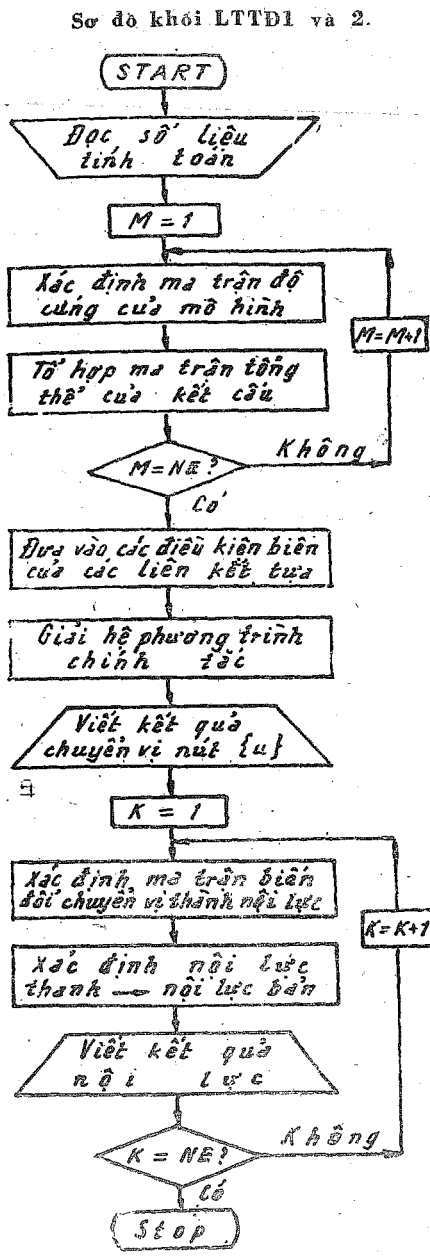 Sơ đồ khối LTTĐ1 và 2.
START
Đọc số liệu
tính toán
M = 1
Xác định ma trận độ
cứng của mô hình
M=M+1
Tổ hợp ma trận tổng
thể của kết cấu
M=NE?
Không
Có
Đưa vào các điều kiện biên
của các liên kết tựa
Giải hệ phương trình
chính tắc
Viết kết quả
chuyển vị nút {u}
K = 1
Xác định ma trận biến
đổi chuyển vị thành nội lực
K=K+1
Xác định nội lực
thanh → nội lực bản
Viết kết quả
nội lực
K = NE?
Không
Có
Stop